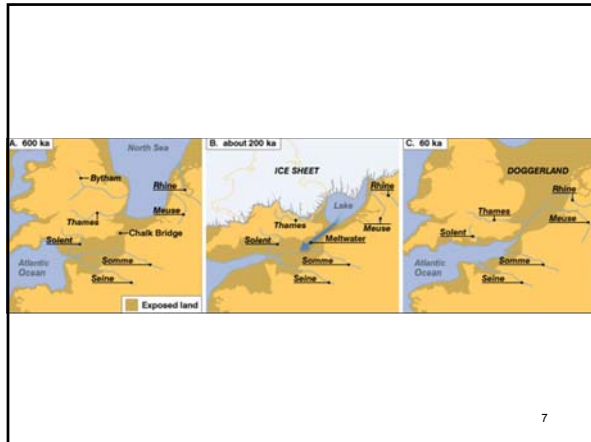 A. 600 ka
North Sea
Bytham
Rhine
Thames
Meuse
Chalk Bridge
Solent
Atlantic
Ocean
Somme
Seine
Exposed land
B. about 200 ka
ICE SHEET
Lake
Rhine
Thames
Meuse
Solent
Meltwater
Somme
Seine
C. 60 ka
DOGGERLAND
Rhine
Thames
Meuse
Solent
Atlantic
Ocean
Somme
Seine
7